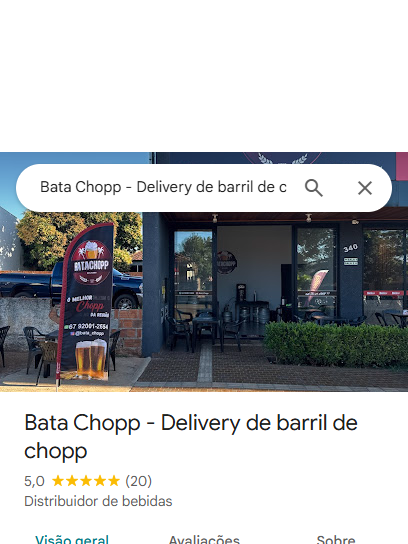 Bata Chopp - Delivery de barril de c
340
BATACHOPP
O MELHOR
Chopp
DA REGIÃO
67 92001-2554
@bata_chopp
Bata Chopp - Delivery de barril de
chopp
5,0 ★★★★★ (20)
Distribuidor de bebidas
Visão geral Avaliações Sobre